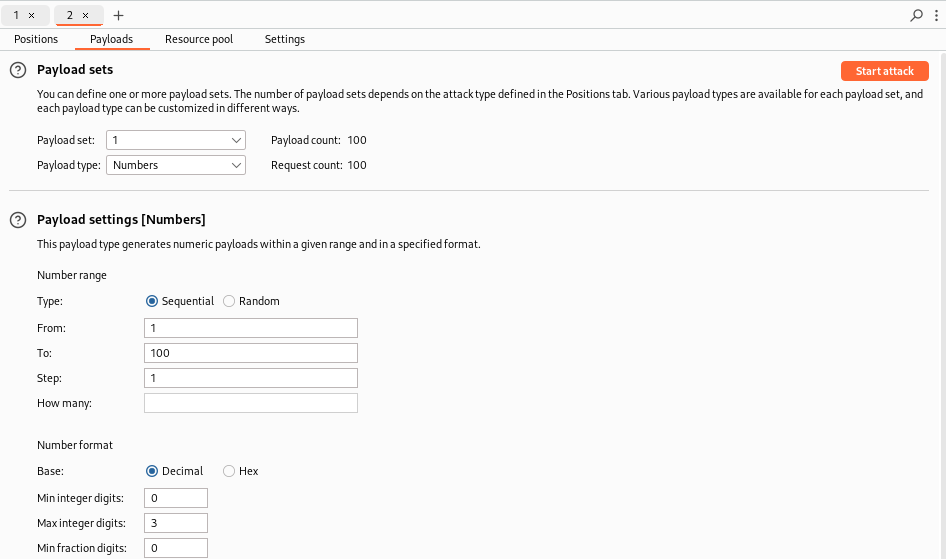 1 × 2 × +
Positions Payloads Resource pool Settings
? Payload sets Start attack
You can define one or more payload sets. The number of payload sets depends on the attack type defined in the Positions tab. Various payload types are available for each payload set, and
each payload type can be customized in different ways.
Payload set: 1 Payload count: 100
Payload type: Numbers Request count: 100
? Payload settings [Numbers]
This payload type generates numeric payloads within a given range and in a specified format.
Number range
Type: Sequential Random
From: 1
To: 100
Step: 1
How many:
Number format
Base: Decimal Hex
Min integer digits: 0
Max integer digits: 3
Min fraction digits: 0